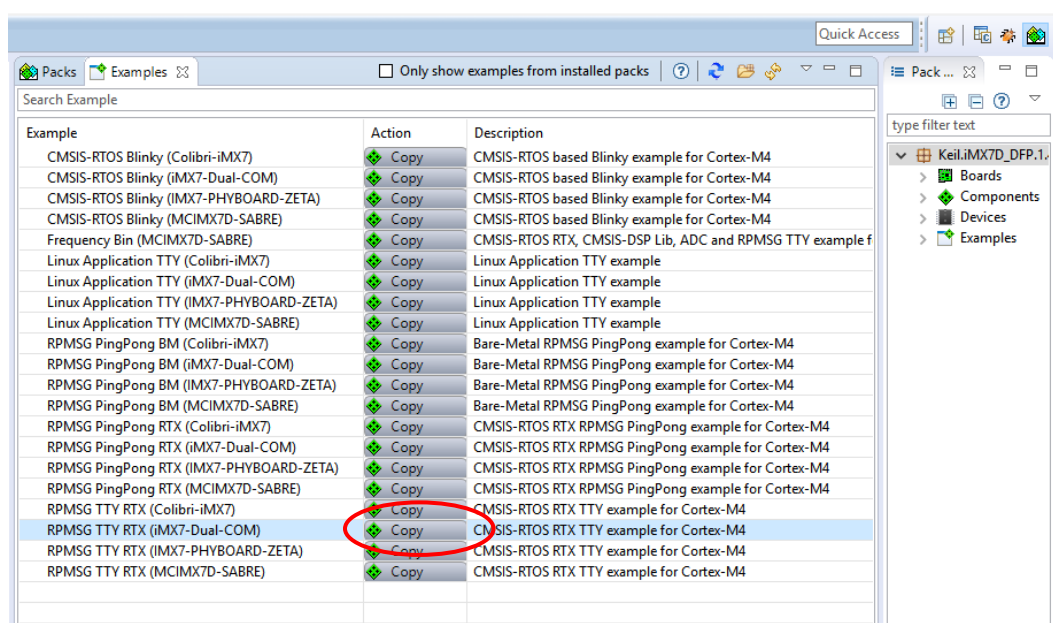 Quick Access
Packs Examples Only show examples from installed packs Pack ...
Search Example
type filter text
Example Action Description
CMSIS-RTOS Blinky (Colibri-iMX7) Copy CMSIS-RTOS based Blinky example for Cortex-M4
CMSIS-RTOS Blinky (iMX7-Dual-COM) Copy CMSIS-RTOS based Blinky example for Cortex-M4
CMSIS-RTOS Blinky (IMX7-PHYBOARD-ZETA) Copy CMSIS-RTOS based Blinky example for Cortex-M4
CMSIS-RTOS Blinky (MCIMX7D-SABRE) Copy CMSIS-RTOS based Blinky example for Cortex-M4
Frequency Bin (MCIMX7D-SABRE) Copy CMSIS-RTOS RTX, CMSIS-DSP Lib, ADC and RPMSG TTY example f
Linux Application TTY (Colibri-iMX7) Copy Linux Application TTY example
Linux Application TTY (iMX7-Dual-COM) Copy Linux Application TTY example
Linux Application TTY (IMX7-PHYBOARD-ZETA) Copy Linux Application TTY example
Linux Application TTY (MCIMX7D-SABRE) Copy Linux Application TTY example
RPMSG PingPong BM (Colibri-iMX7) Copy Bare-Metal RPMSG PingPong example for Cortex-M4
RPMSG PingPong BM (iMX7-Dual-COM) Copy Bare-Metal RPMSG PingPong example for Cortex-M4
RPMSG PingPong BM (IMX7-PHYBOARD-ZETA) Copy Bare-Metal RPMSG PingPong example for Cortex-M4
RPMSG PingPong BM (MCIMX7D-SABRE) Copy Bare-Metal RPMSG PingPong example for Cortex-M4
RPMSG PingPong RTX (Colibri-iMX7) Copy CMSIS-RTOS RTX RPMSG PingPong example for Cortex-M4
RPMSG PingPong RTX (iMX7-Dual-COM) Copy CMSIS-RTOS RTX RPMSG PingPong example for Cortex-M4
RPMSG PingPong RTX (IMX7-PHYBOARD-ZETA) Copy CMSIS-RTOS RTX RPMSG PingPong example for Cortex-M4
RPMSG PingPong RTX (MCIMX7D-SABRE) Copy CMSIS-RTOS RTX RPMSG PingPong example for Cortex-M4
RPMSG TTY RTX (Colibri-iMX7) Copy CMSIS-RTOS RTX TTY example for Cortex-M4
RPMSG TTY RTX (iMX7-Dual-COM) Copy CMSIS-RTOS RTX TTY example for Cortex-M4
RPMSG TTY RTX (IMX7-PHYBOARD-ZETA) Copy CMSIS-RTOS RTX TTY example for Cortex-M4
RPMSG TTY RTX (MCIMX7D-SABRE) Copy CMSIS-RTOS RTX TTY example for Cortex-M4
Keil.iMX7D_DFP.1.
Boards
Components
Devices
Examples